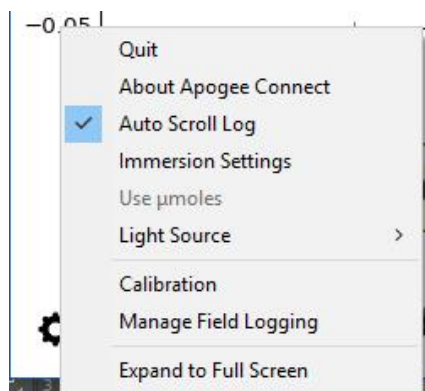 −0.05
Quit
About Apogee Connect
Auto Scroll Log
Immersion Settings
Use µmoles
Light Source
Calibration
Manage Field Logging
Expand to Full Screen
3